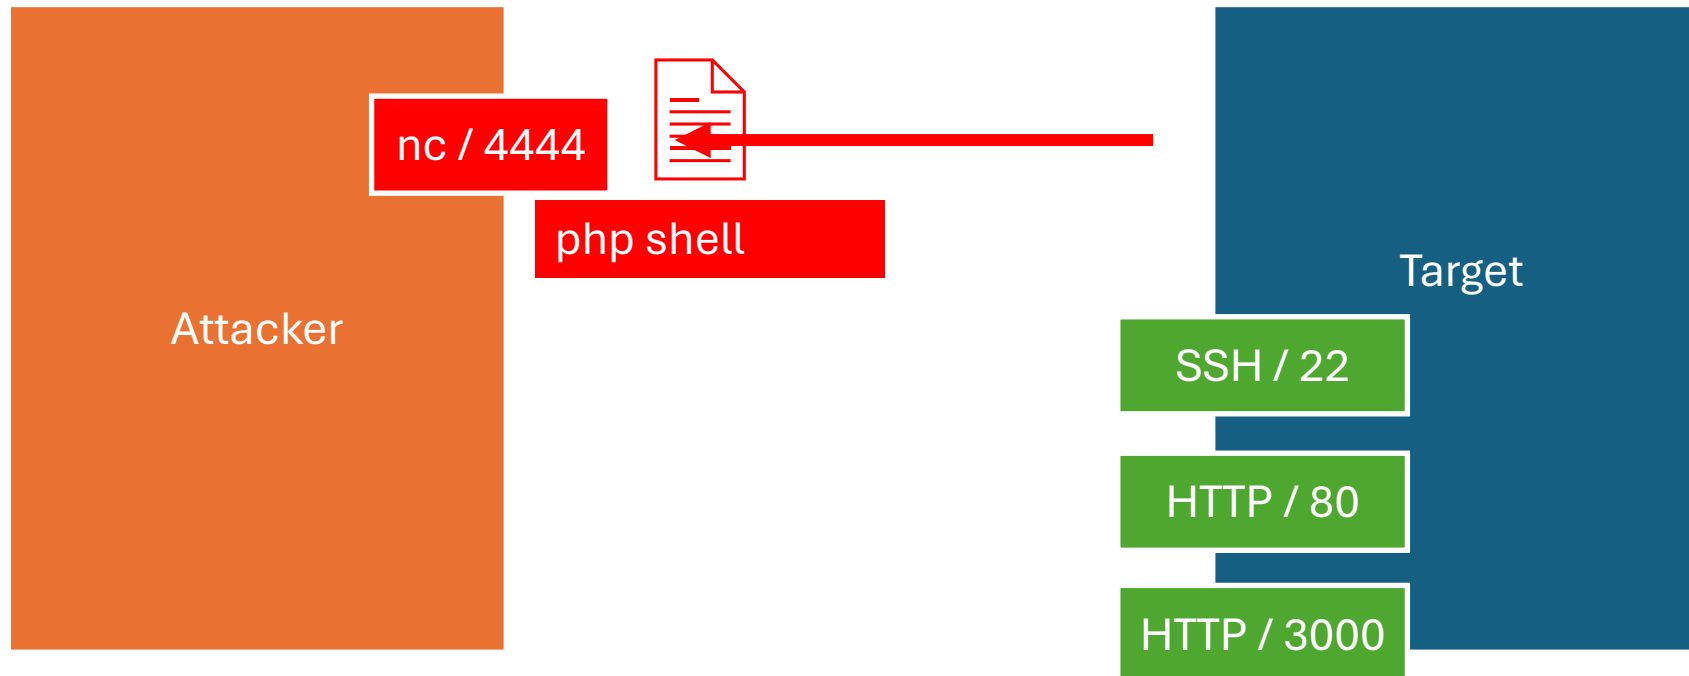 Attacker
nc / 4444
php shell
Target
SSH / 22
HTTP / 80
HTTP / 3000